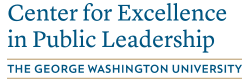 Center for Excellence
in Public Leadership
THE GEORGE WASHINGTON UNIVERSITY